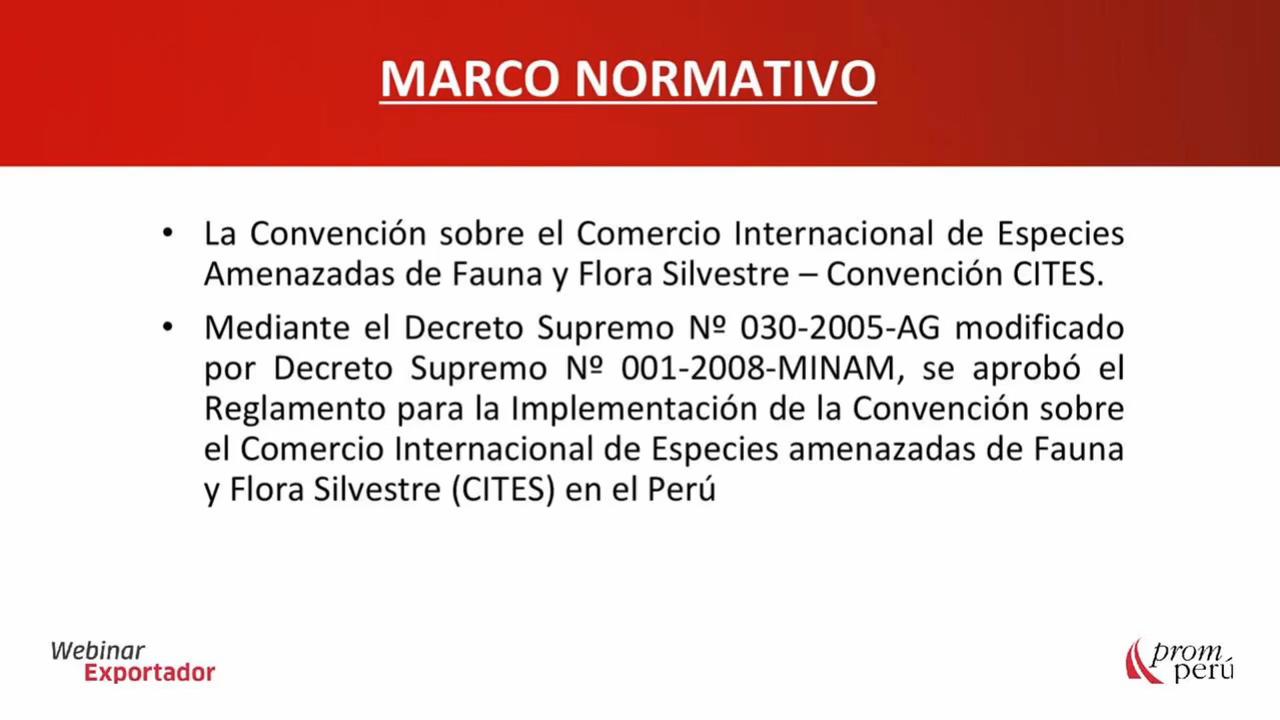 MARCO NORMATIVO
• La Convención sobre el Comercio Internacional de Especies
Amenazadas de Fauna y Flora Silvestre – Convención CITES.
• Mediante el Decreto Supremo Nº 030-2005-AG modificado
por Decreto Supremo Nº 001-2008-MINAM, se aprobó el
Reglamento para la Implementación de la Convención sobre
el Comercio Internacional de Especies amenazadas de Fauna
y Flora Silvestre (CITES) en el Perú
Webinar
Exportador
prom
perú